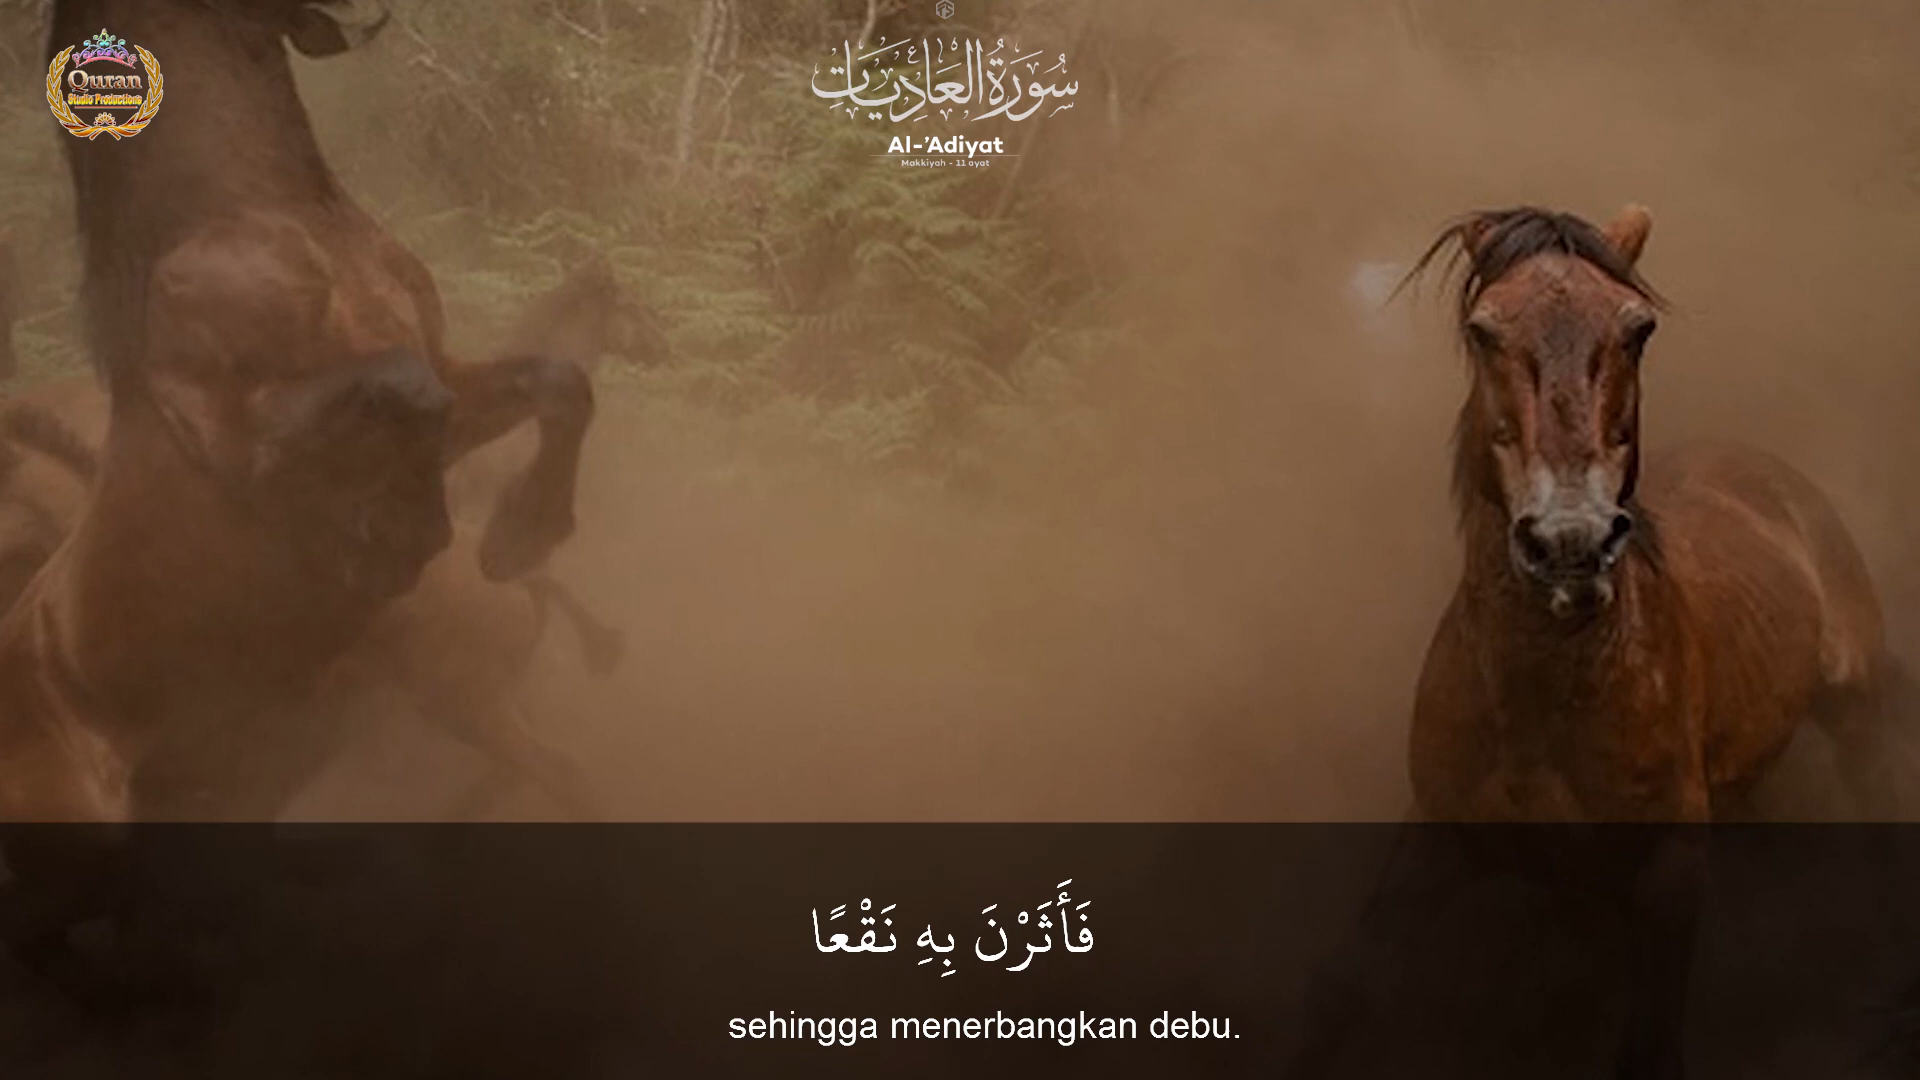 Quran
Studio Productions
سُورَةُ العَادِيَاتِ
Al-'Adiyat
Makkiyah - 11 ayat
فَأَثَرْنَ بِهِ نَقْعًا
sehingga menerbangkan debu.